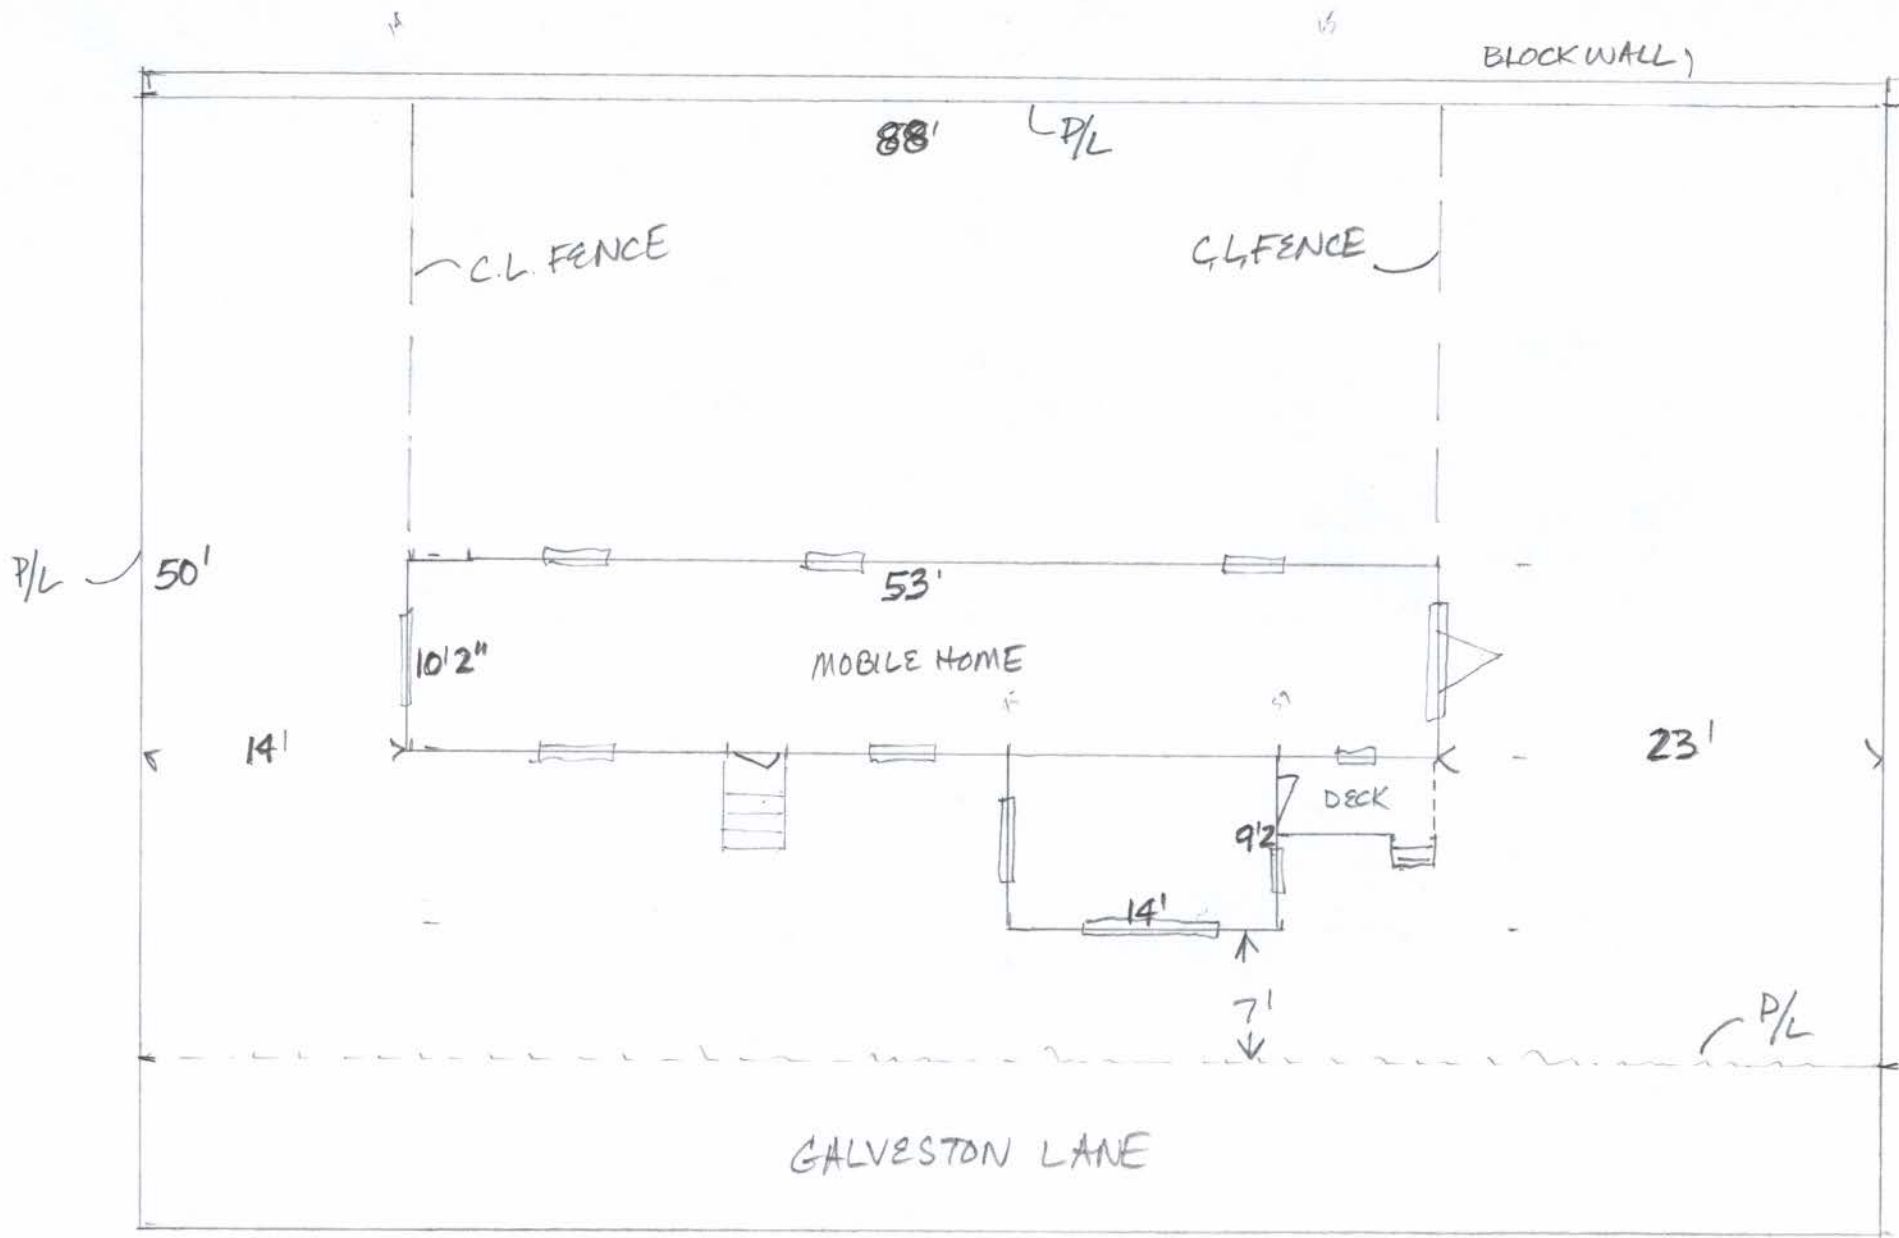 BLOCK WALL
88'
P/L
C.L. FENCE
C.L. FENCE
P/L
50'
53'
10'2"
MOBILE HOME
14'
23'
DECK
9'2
14'
7'
P/L
GALVESTON LANE